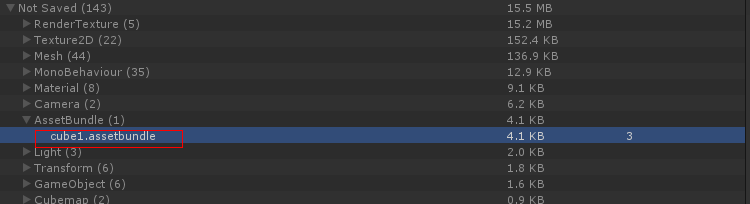 Not Saved (143) 15.5 MB
RenderTexture (5) 15.2 MB
Texture2D (22) 152.4 KB
Mesh (44) 136.9 KB
MonoBehaviour (35) 12.9 KB
Material (8) 9.1 KB
Camera (2) 6.2 KB
AssetBundle (1) 4.1 KB
cube1.assetbundle 4.1 KB 3
Light (3) 2.0 KB
Transform (6) 1.8 KB
GameObject (6) 1.6 KB
Cubemap (2) 0.9 KB